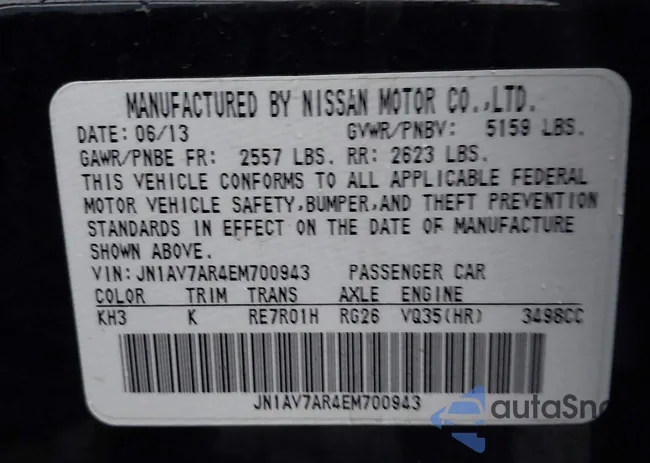 MANUFACTURED BY NISSAN MOTOR CO.,LTD.
DATE: 06/13 GVWR/PNBV: 5159 LBS.
GAWR/PNBE FR: 2557 LBS. RR: 2623 LBS.
THIS VEHICLE CONFORMS TO ALL APPLICABLE FEDERAL
MOTOR VEHICLE SAFETY,BUMPER,AND THEFT PREVENTION
STANDARDS IN EFFECT ON THE DATE OF MANUFACTURE
SHOWN ABOVE.
VIN: JN1AV7AR4EM700943 PASSENGER CAR
COLOR TRIM TRANS AXLE ENGINE
KH3 K RE7R01H RG26 VQ35(HR) 3498CC
JN1AV7AR4EM700943
autaSna